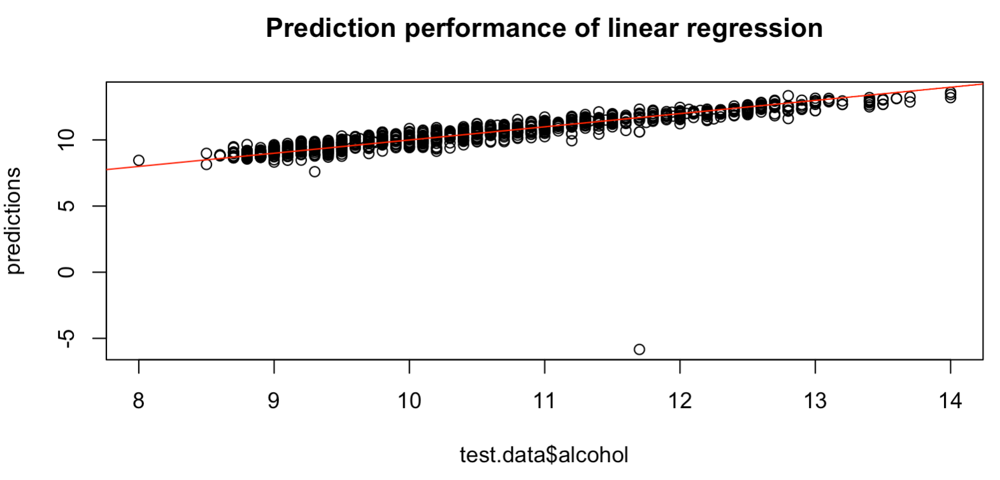 Prediction performance of linear regression
predictions
10
5
0
-5
8 9 10 11 12 13 14
test.data$alcohol